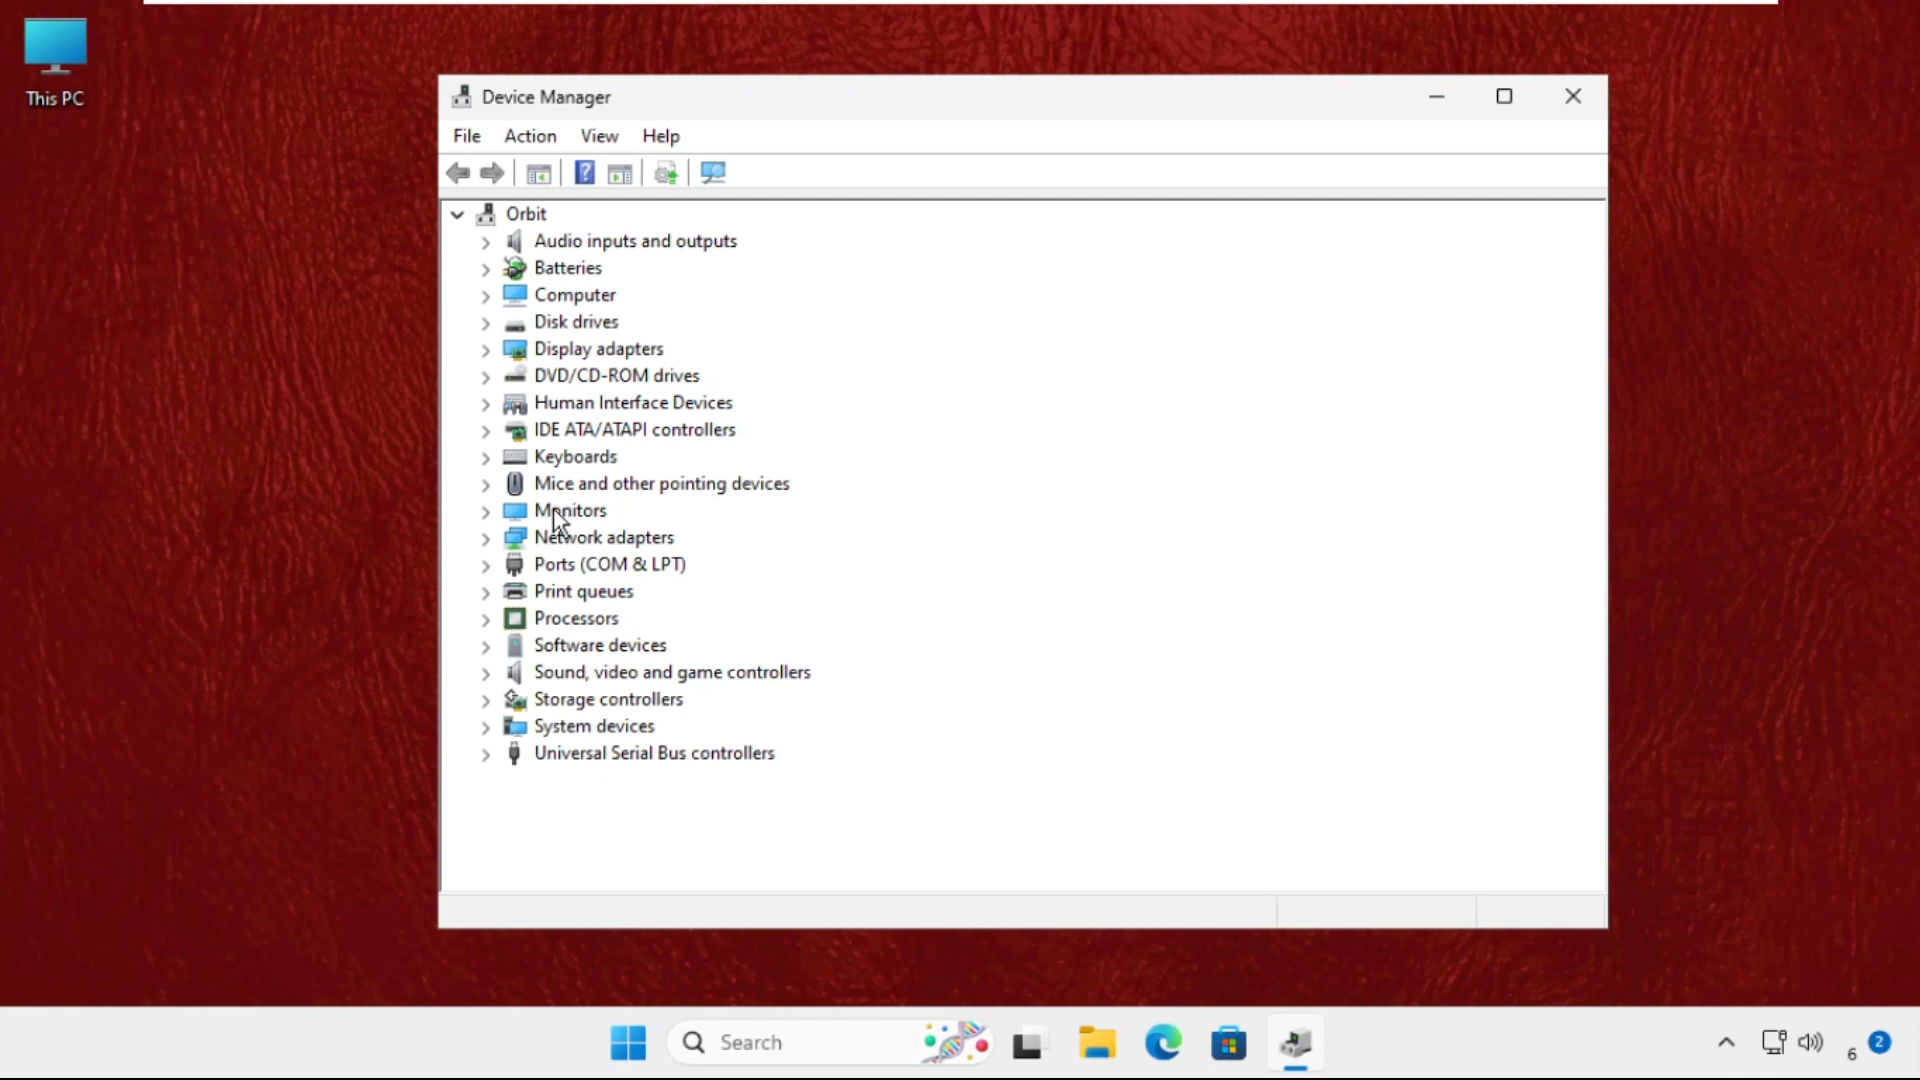 This PC
Device Manager
File Action View Help
Orbit
Audio inputs and outputs
Batteries
Computer
Disk drives
Display adapters
DVD/CD-ROM drives
Human Interface Devices
IDE ATA/ATAPI controllers
Keyboards
Mice and other pointing devices
Monitors
Network adapters
Ports (COM & LPT)
Print queues
Processors
Software devices
Sound, video and game controllers
Storage controllers
System devices
Universal Serial Bus controllers
Search
6 2